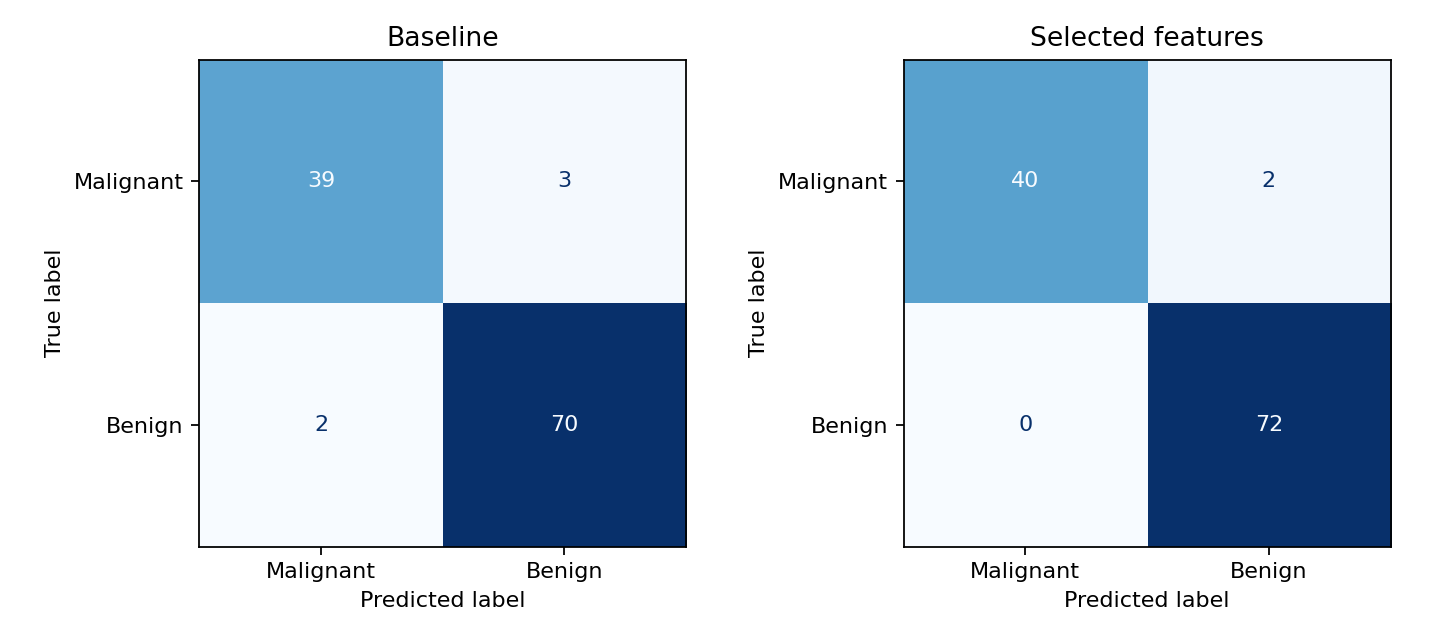 Baseline
True label
Malignant
39
3
Benign
2
70
Malignant
Benign
Predicted label
Selected features
True label
Malignant
40
2
Benign
0
72
Malignant
Benign
Predicted label